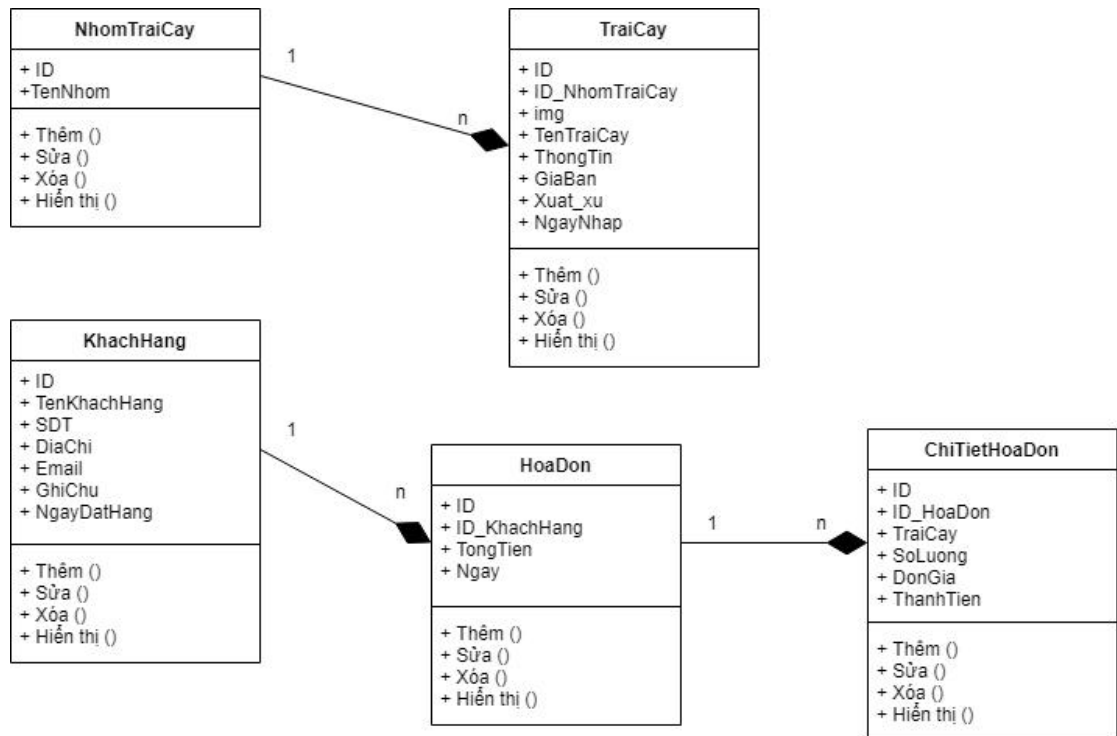 NhomTraiCay
+ ID
+TenNhom
+ Thêm ()
+ Sửa ()
+ Xóa ()
+ Hiển thị ()
1
n
TraiCay
+ ID
+ ID_NhomTraiCay
+ img
+ TenTraiCay
+ ThongTin
+ GiaBan
+ Xuat_xu
+ NgayNhap
+ Thêm ()
+ Sửa ()
+ Xóa ()
+ Hiển thị ()
KhachHang
+ ID
+ TenKhachHang
+ SDT
+ DiaChi
+ Email
+ GhiChu
+ NgayDatHang
+ Thêm ()
+ Sửa ()
+ Xóa ()
+ Hiển thị ()
1
n
HoaDon
+ ID
+ ID_KhachHang
+ TongTien
+ Ngay
+ Thêm ()
+ Sửa ()
+ Xóa ()
+ Hiển thị ()
1
n
ChiTietHoaDon
+ ID
+ ID_HoaDon
+ TraiCay
+ SoLuong
+ DonGia
+ ThanhTien
+ Thêm ()
+ Sửa ()
+ Xóa ()
+ Hiển thị ()